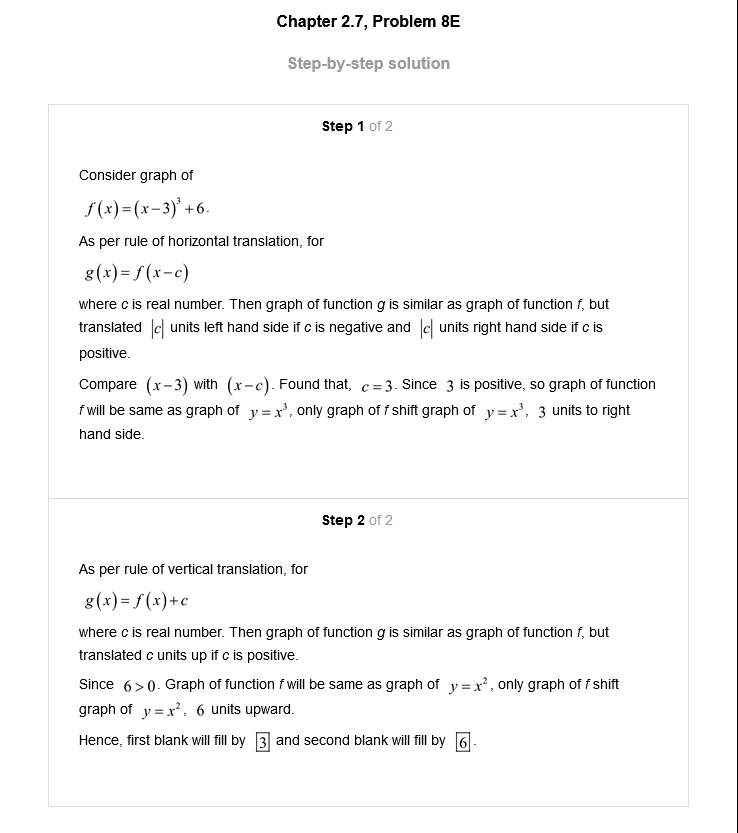 Chapter 2.7, Problem 8E
Step-by-step solution
Step 1 of 2
Consider graph of
f(x)=(x−3)³+6.
As per rule of horizontal translation, for
g(x)=f(x−c)
where c is real number. Then graph of function g is similar as graph of function f, but
translated |c| units left hand side if c is negative and |c| units right hand side if c is
positive.
Compare (x−3) with (x−c). Found that, c=3. Since 3 is positive, so graph of function
f will be same as graph of y=x³, only graph of f shift graph of y=x³, 3 units to right
hand side.
Step 2 of 2
As per rule of vertical translation, for
g(x)=f(x)+c
where c is real number. Then graph of function g is similar as graph of function f, but
translated c units up if c is positive.
Since 6>0. Graph of function f will be same as graph of y=x², only graph of f shift
graph of y=x², 6 units upward.
Hence, first blank will fill by 3 and second blank will fill by 6.